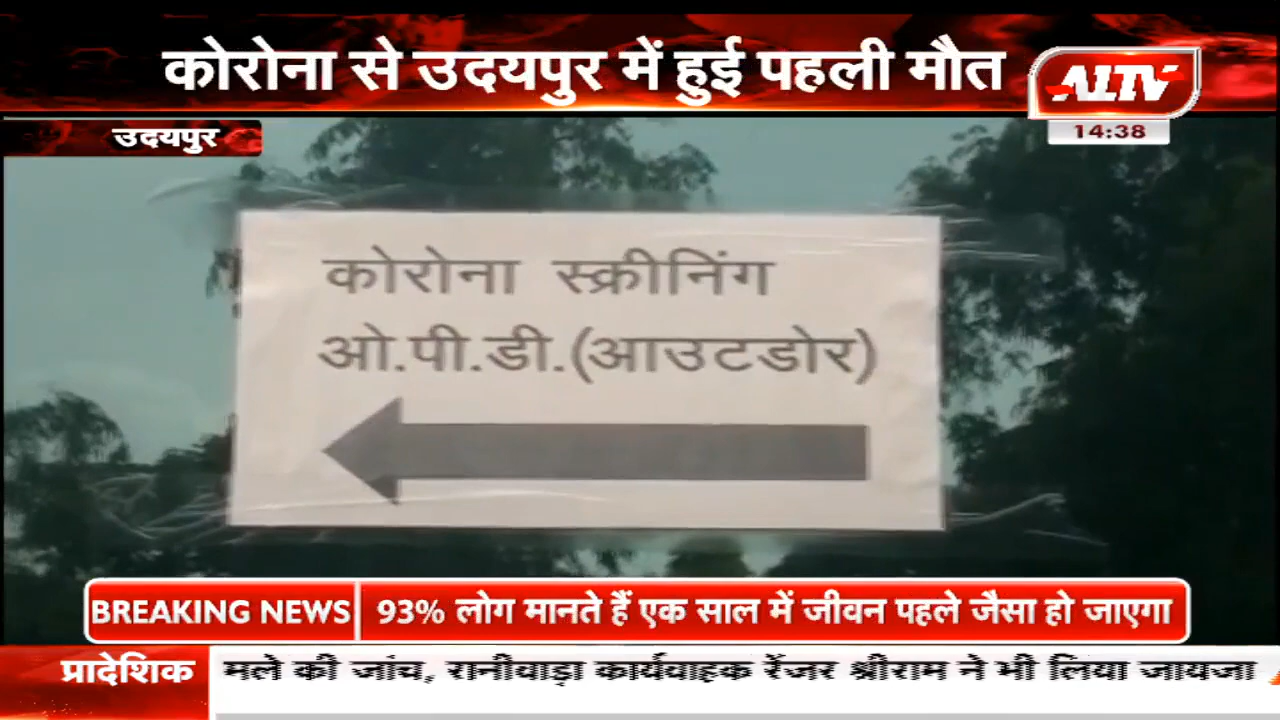 कोरोना से उदयपुर में हुई पहली मौत
ALTV
14:38
उदयपुर
कोरोना स्क्रीनिंग
ओ.पी.डी.(आउटडोर)
BREAKING NEWS
93% लोग मानते हैं एक साल में जीवन पहले जैसा हो जाएगा
प्रादेशिक
मले की जांच, रानीवाड़ा कार्यवाहक रेंजर श्रीराम ने भी लिया जायजा